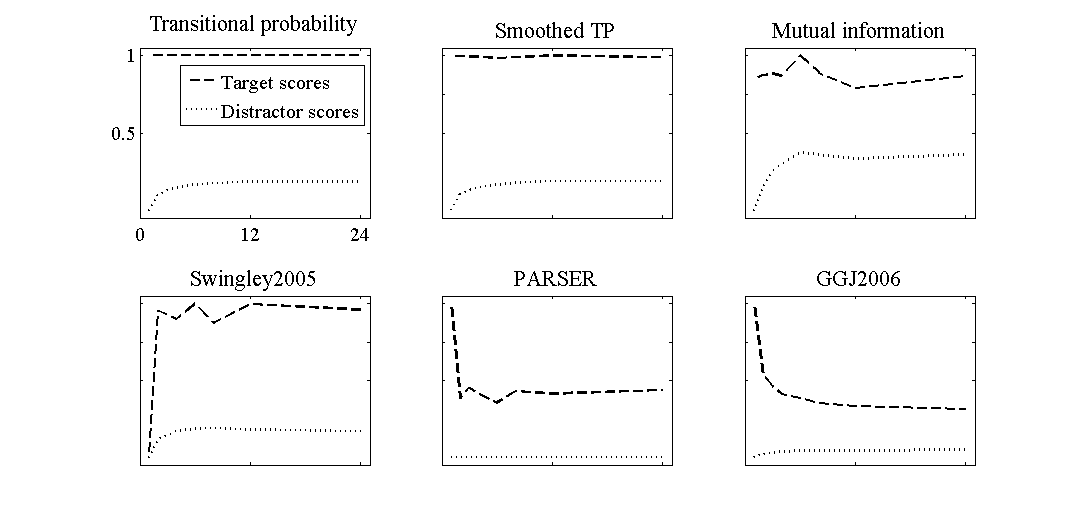 Transitional probability
Smoothed TP
Mutual information
1
Target scores
Distractor scores
0.5
0
12
24
Swingley2005
PARSER
GGJ2006